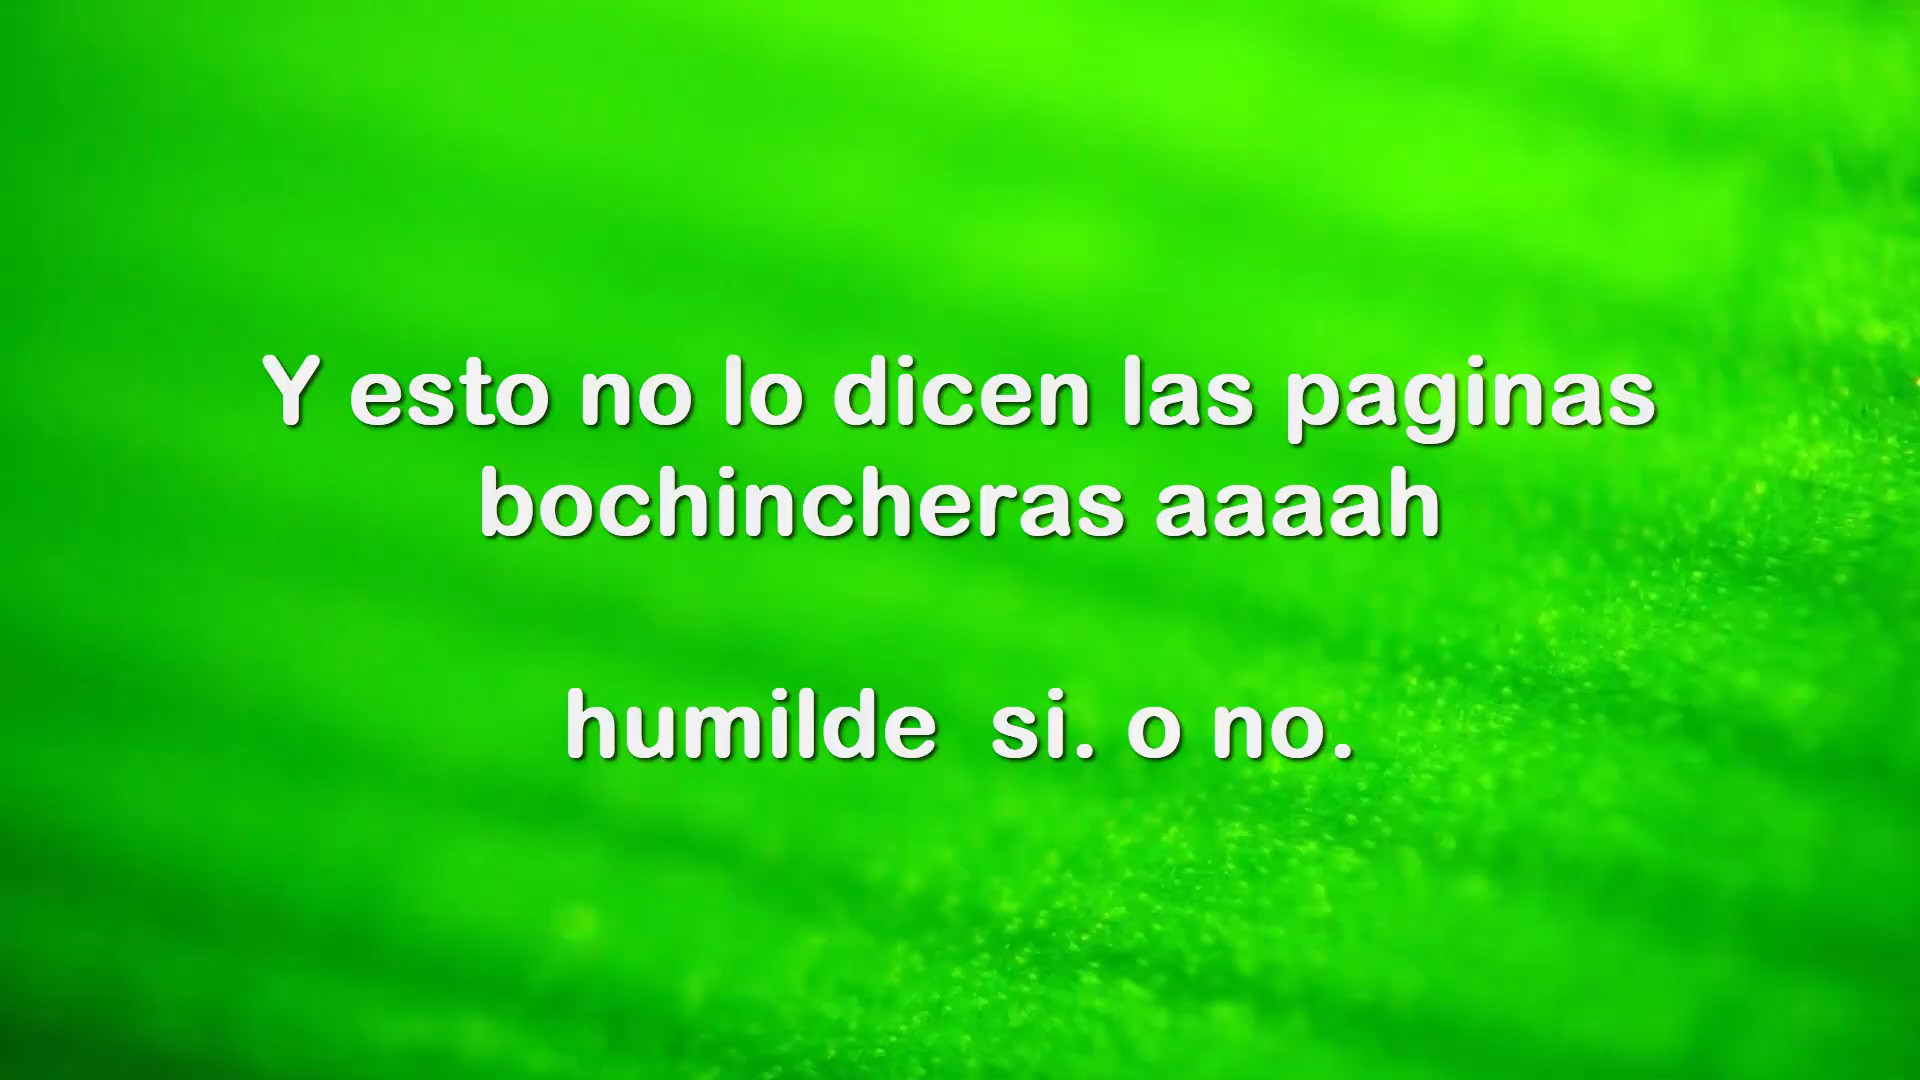 Y esto no lo dicen las paginas
bochincheras aaaah
humilde  si. o no.